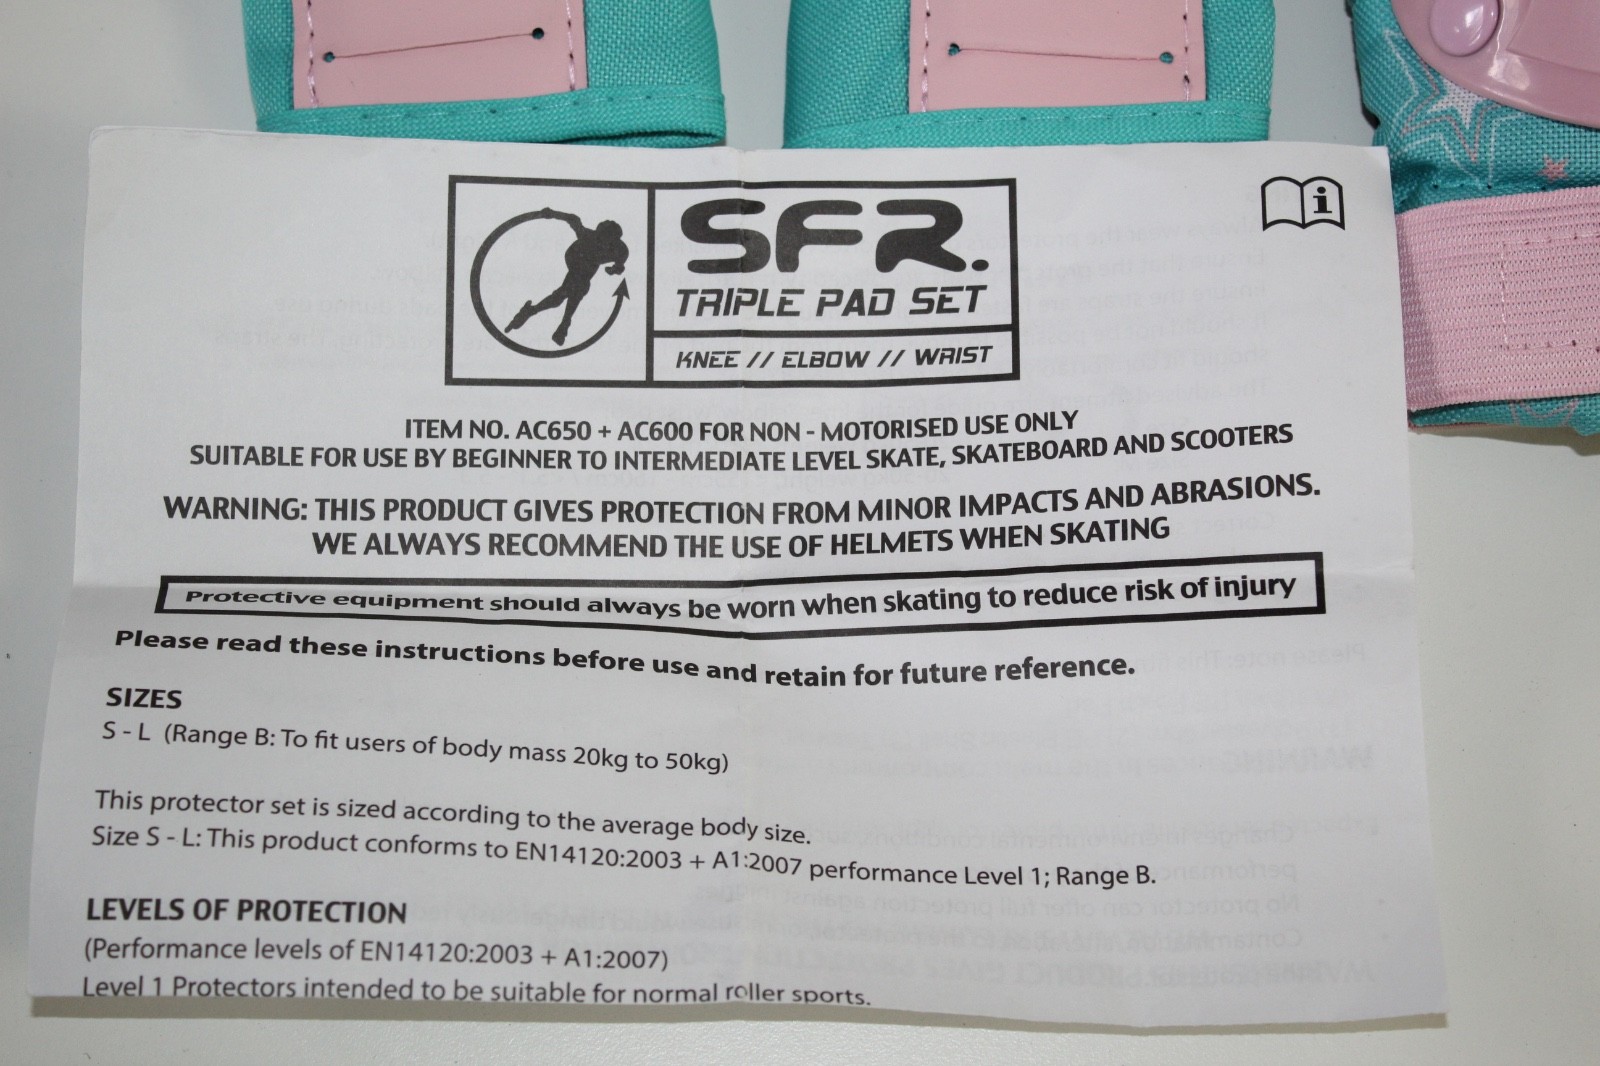 SFR.
TRIPLE PAD SET
KNEE // ELBOW // WRIST
i
ITEM NO. AC650 + AC600 FOR NON - MOTORISED USE ONLY
SUITABLE FOR USE BY BEGINNER TO INTERMEDIATE LEVEL SKATE, SKATEBOARD AND SCOOTERS
WARNING: THIS PRODUCT GIVES PROTECTION FROM MINOR IMPACTS AND ABRASIONS.
WE ALWAYS RECOMMEND THE USE OF HELMETS WHEN SKATING
Protective equipment should always be worn when skating to reduce risk of injury
Please read these instructions before use and retain for future reference.
SIZES
S - L (Range B: To fit users of body mass 20kg to 50kg)
This protector set is sized according to the average body size.
Size S - L: This product conforms to EN14120:2003 + A1:2007 performance Level 1; Range B.
LEVELS OF PROTECTION
(Performance levels of EN14120:2003 + A1:2007)
Level 1 Protectors intended to be suitable for normal roller sports.